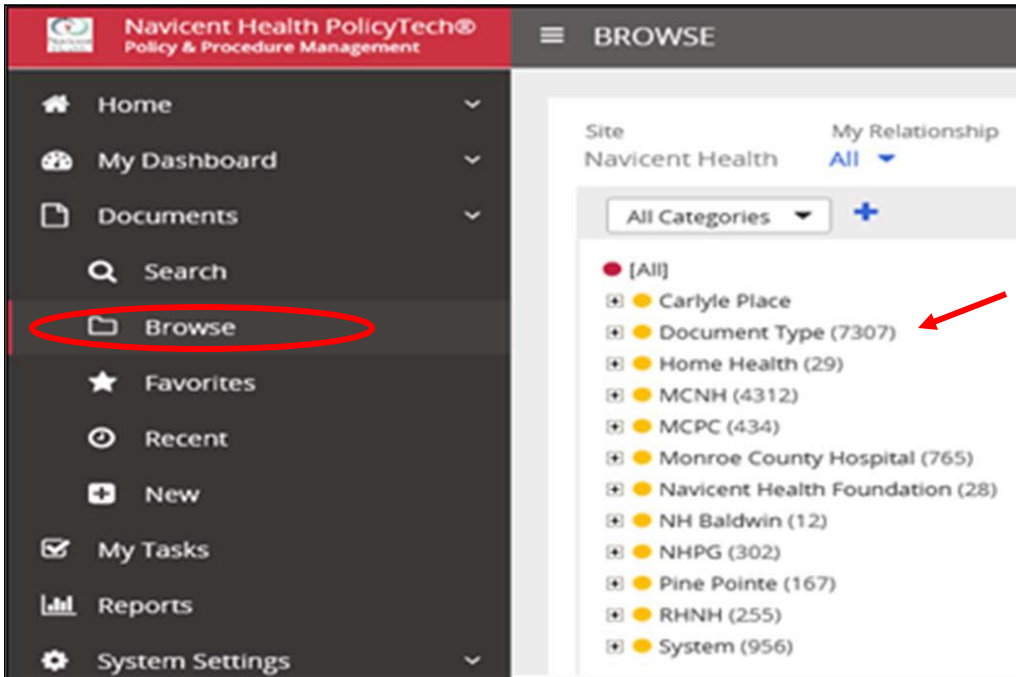 Navicent Health PolicyTech®
Policy & Procedure Management
Home
My Dashboard
Documents
Search
Browse
Favorites
Recent
New
My Tasks
Reports
System Settings
BROWSE
Site
My Relationship
Navicent Health
All
All Categories
[All]
Carlyle Place
Document Type (7307)
Home Health (29)
MCNH (4312)
MCPC (434)
Monroe County Hospital (765)
Navicent Health Foundation (28)
NH Baldwin (12)
NHPG (302)
Pine Pointe (167)
RHNH (255)
System (956)